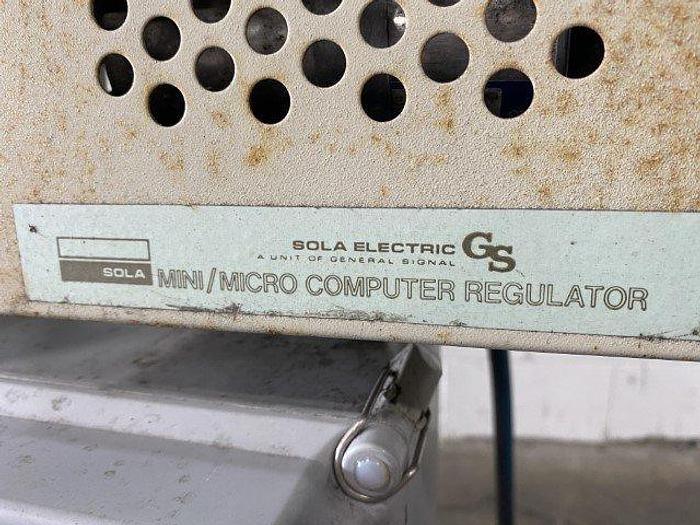 SOLA
SOLA ELECTRIC GS
A UNIT OF GENERAL SIGNAL
MINI/MICRO COMPUTER REGULATOR